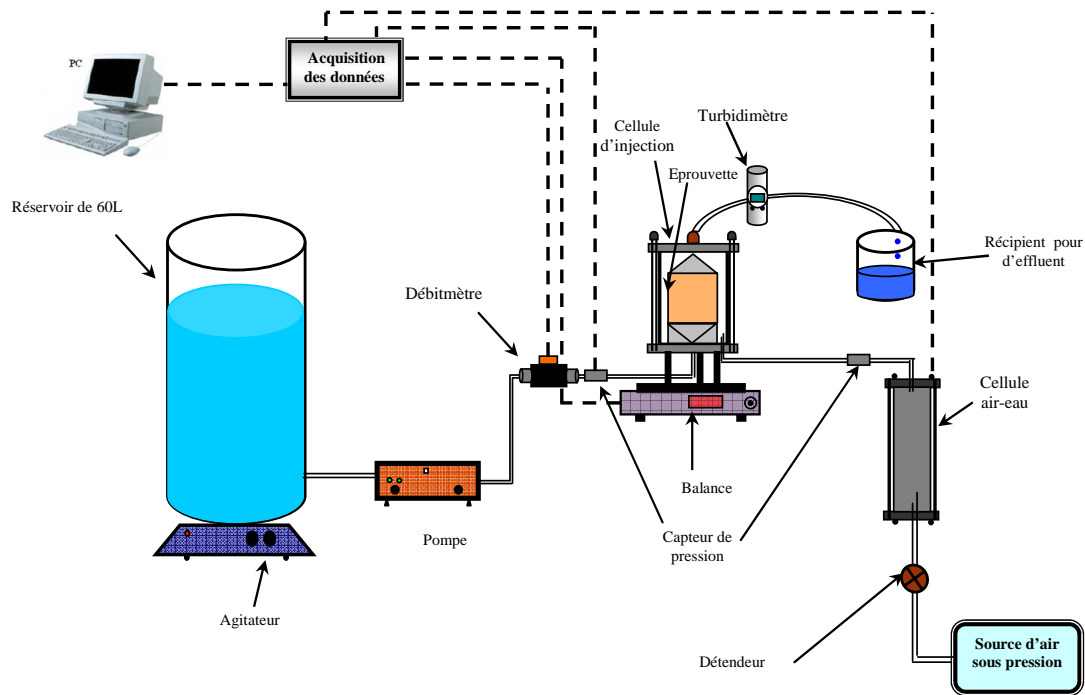 Acquisition
des données
PC
Turbidimètre
Cellule
d'injection
Eprouvette
Réservoir de 60L
Récipient pour
d'effluent
Débitmètre
Cellule
air-eau
Balance
Pompe
Capteur de
pression
Agitateur
Détendeur
Source d'air
sous pression